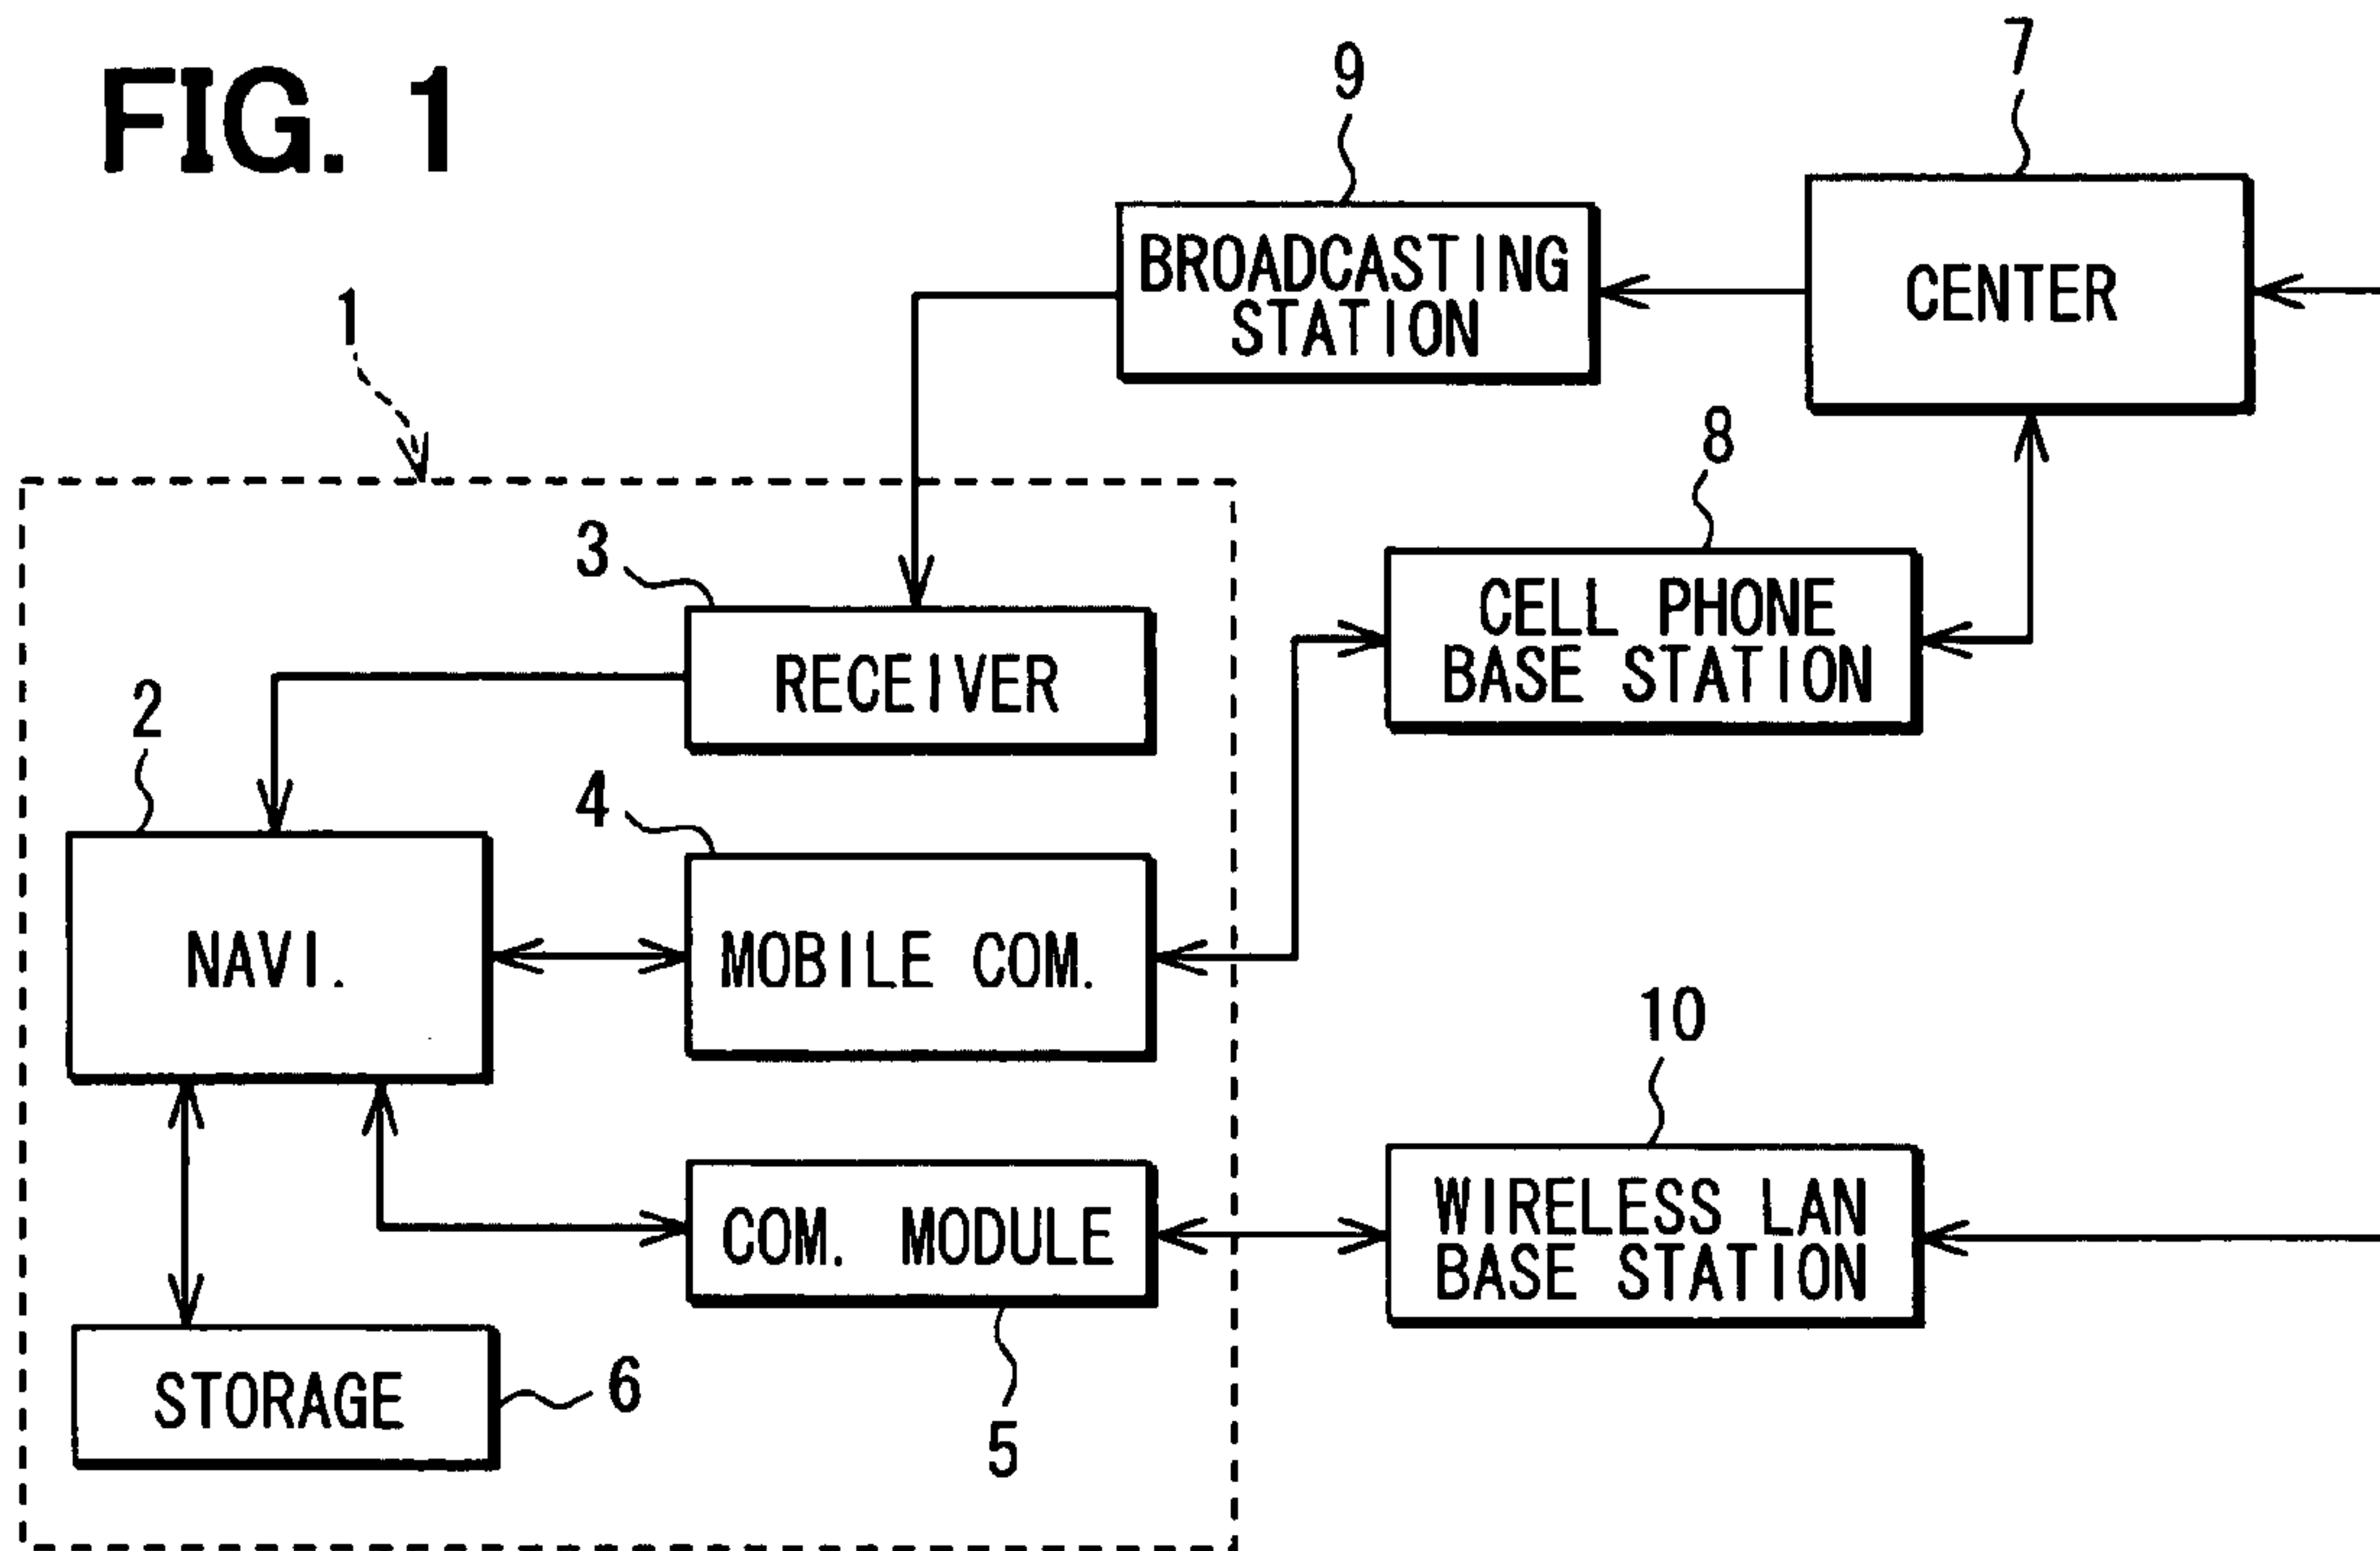 FIG. 1
7
9
BROADCASTING
STATION
CENTER
1
8
3
CELL PHONE
BASE STATION
RECEIVER
2
4
NAVI.
MOBILE COM.
10
WIRELESS LAN
BASE STATION
COM. MODULE
STORAGE
6
5